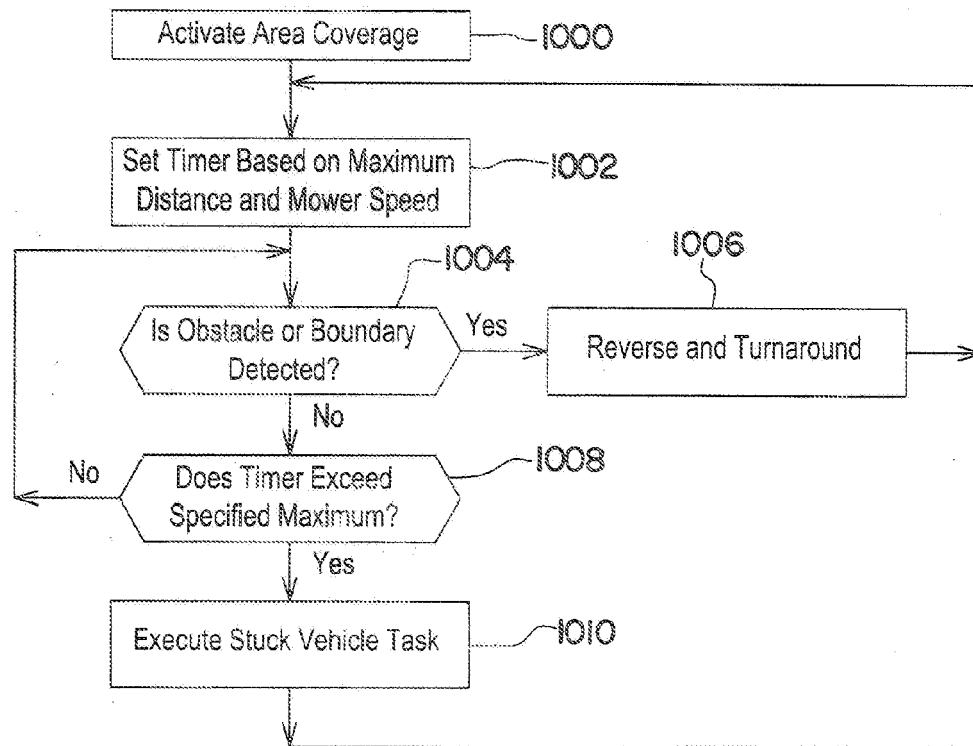 Activate Area Coverage
1000
Set Timer Based on Maximum
Distance and Mower Speed
1002
1004
1006
Is Obstacle or Boundary
Detected?
Yes
Reverse and Turnaround
No
1008
No
Does Timer Exceed
Specified Maximum?
Yes
Execute Stuck Vehicle Task
1010